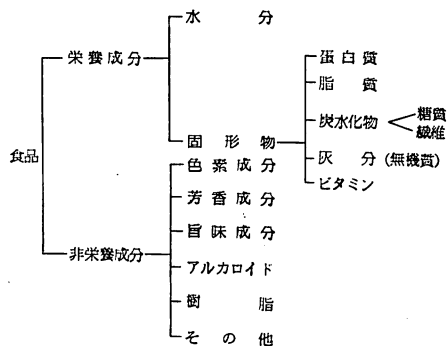 水分
蛋白質
栄養成分
脂質
糖質
炭水化物
繊維
固形物
灰分(無機質)
食品
色素成分
ビタミン
芳香成分
旨味成分
非栄養成分
アルカロイド
樹脂
その他